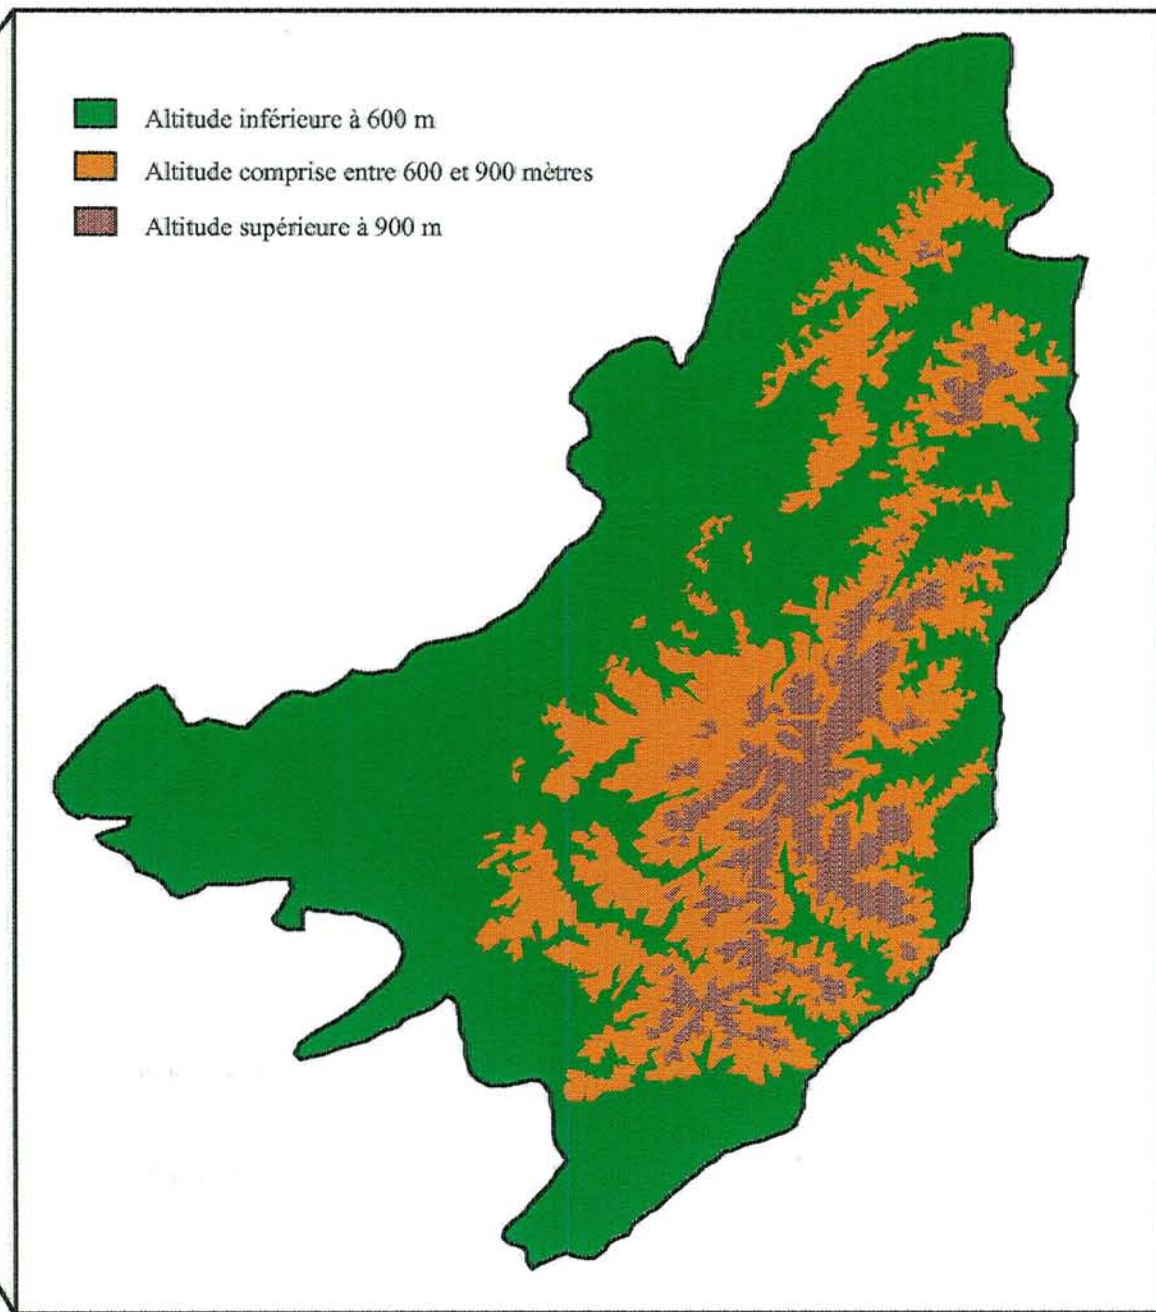 Altitude inférieure à 600 m
Altitude comprise entre 600 et 900 mètres
Altitude supérieure à 900 m